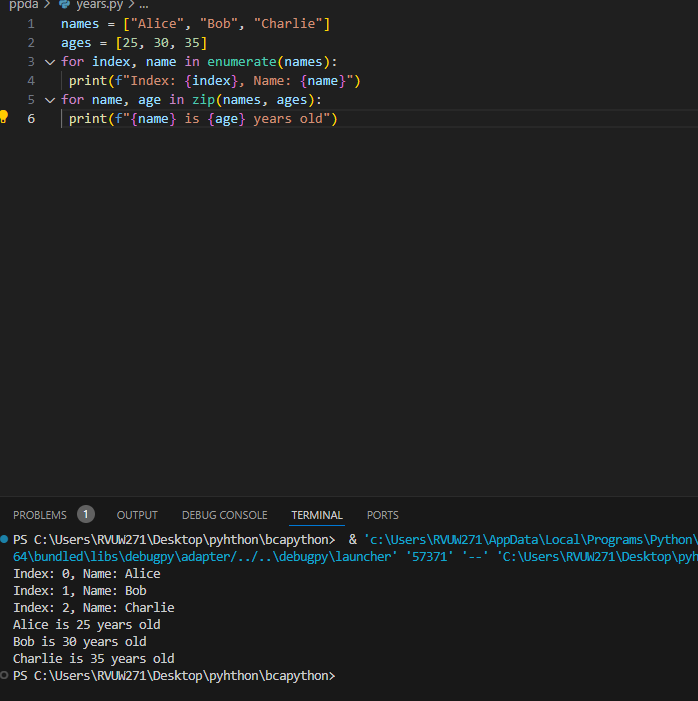 ppda > years.py > ...
1 names = ["Alice", "Bob", "Charlie"]
2 ages = [25, 30, 35]
3 for index, name in enumerate(names):
4 print(f"Index: {index}, Name: {name}")
5 for name, age in zip(names, ages):
6 print(f"{name} is {age} years old")
PROBLEMS 1 OUTPUT DEBUG CONSOLE TERMINAL PORTS
PS C:\Users\RVUW271\Desktop\pyhthon\bcapython> & 'c:\Users\RVUW271\AppData\Local\Programs\Python\
64\bundled\libs\debugpy\adapter/../..\debugpy\launcher' '57371' '--' 'C:\Users\RVUW271\Desktop\pyh
Index: 0, Name: Alice
Index: 1, Name: Bob
Index: 2, Name: Charlie
Alice is 25 years old
Bob is 30 years old
Charlie is 35 years old
PS C:\Users\RVUW271\Desktop\pyhthon\bcapython>